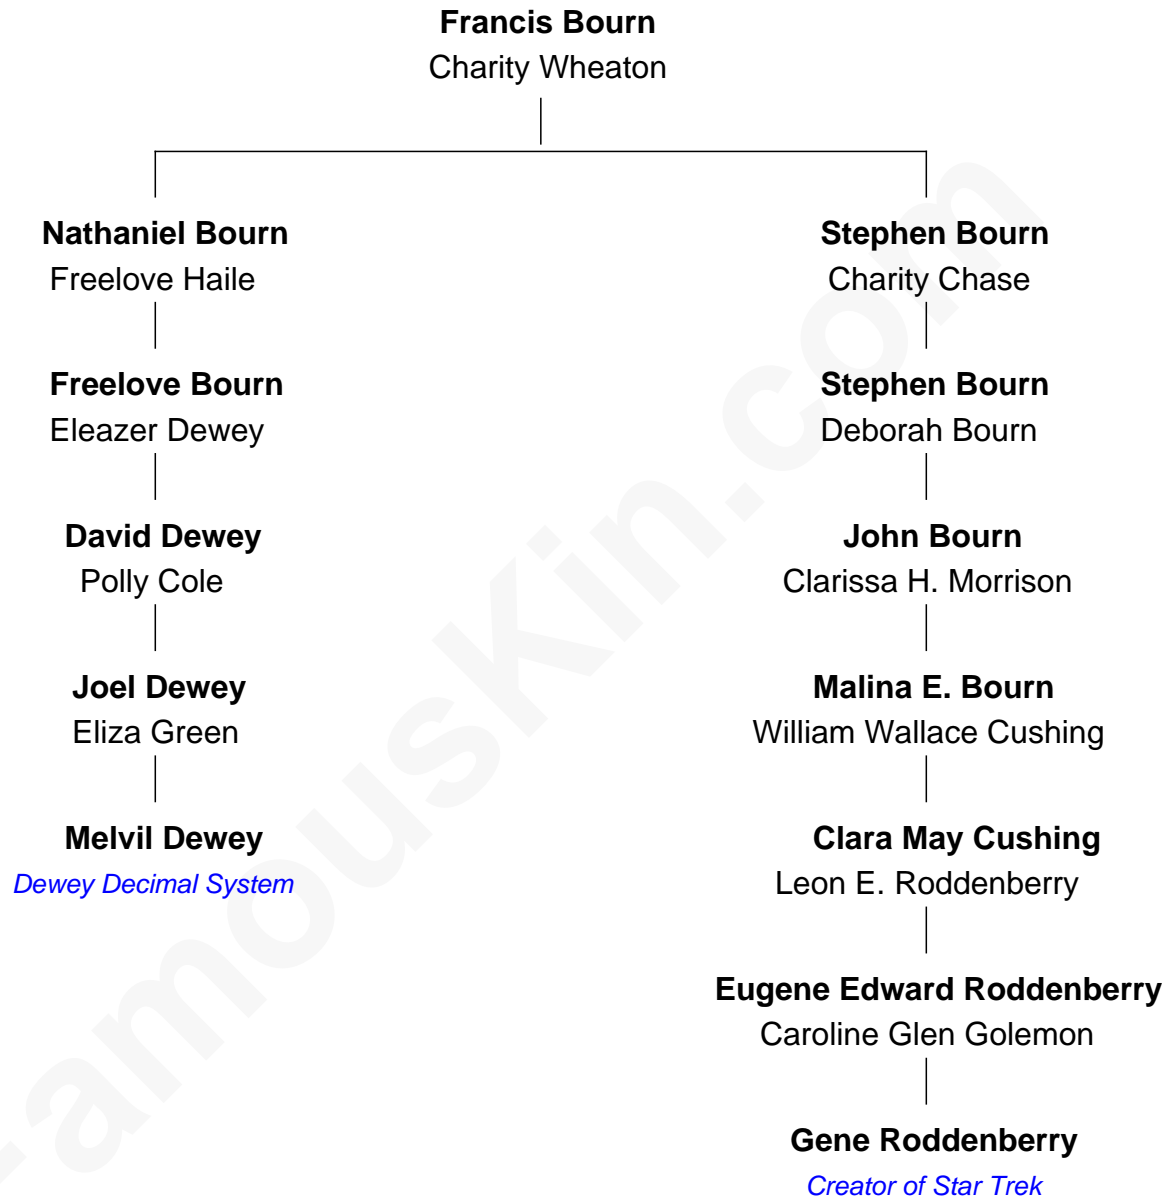 Francis Bourn
Charity Wheaton
Nathaniel Bourn
Freelove Haile
Freelove Bourn
Eleazer Dewey
David Dewey
Polly Cole
Joel Dewey
Eliza Green
Melvil Dewey
Dewey Decimal System
Stephen Bourn
Charity Chase
Stephen Bourn
Deborah Bourn
John Bourn
Clarissa H. Morrison
Malina E. Bourn
William Wallace Cushing
Clara May Cushing
Leon E. Roddenberry
Eugene Edward Roddenberry
Caroline Glen Golemon
Gene Roddenberry
Creator of Star Trek
FamousKin.com